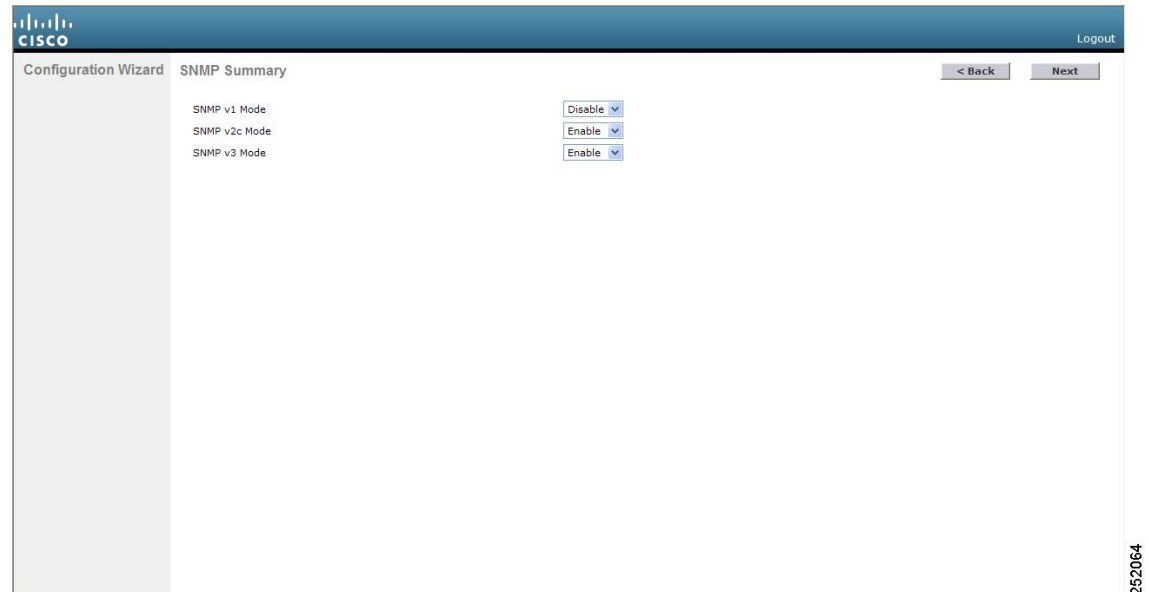 CISCO
Logout
Configuration Wizard
SNMP Summary
< Back
Next
SNMP v1 Mode
Disable
SNMP v2c Mode
Enable
SNMP v3 Mode
Enable
252064